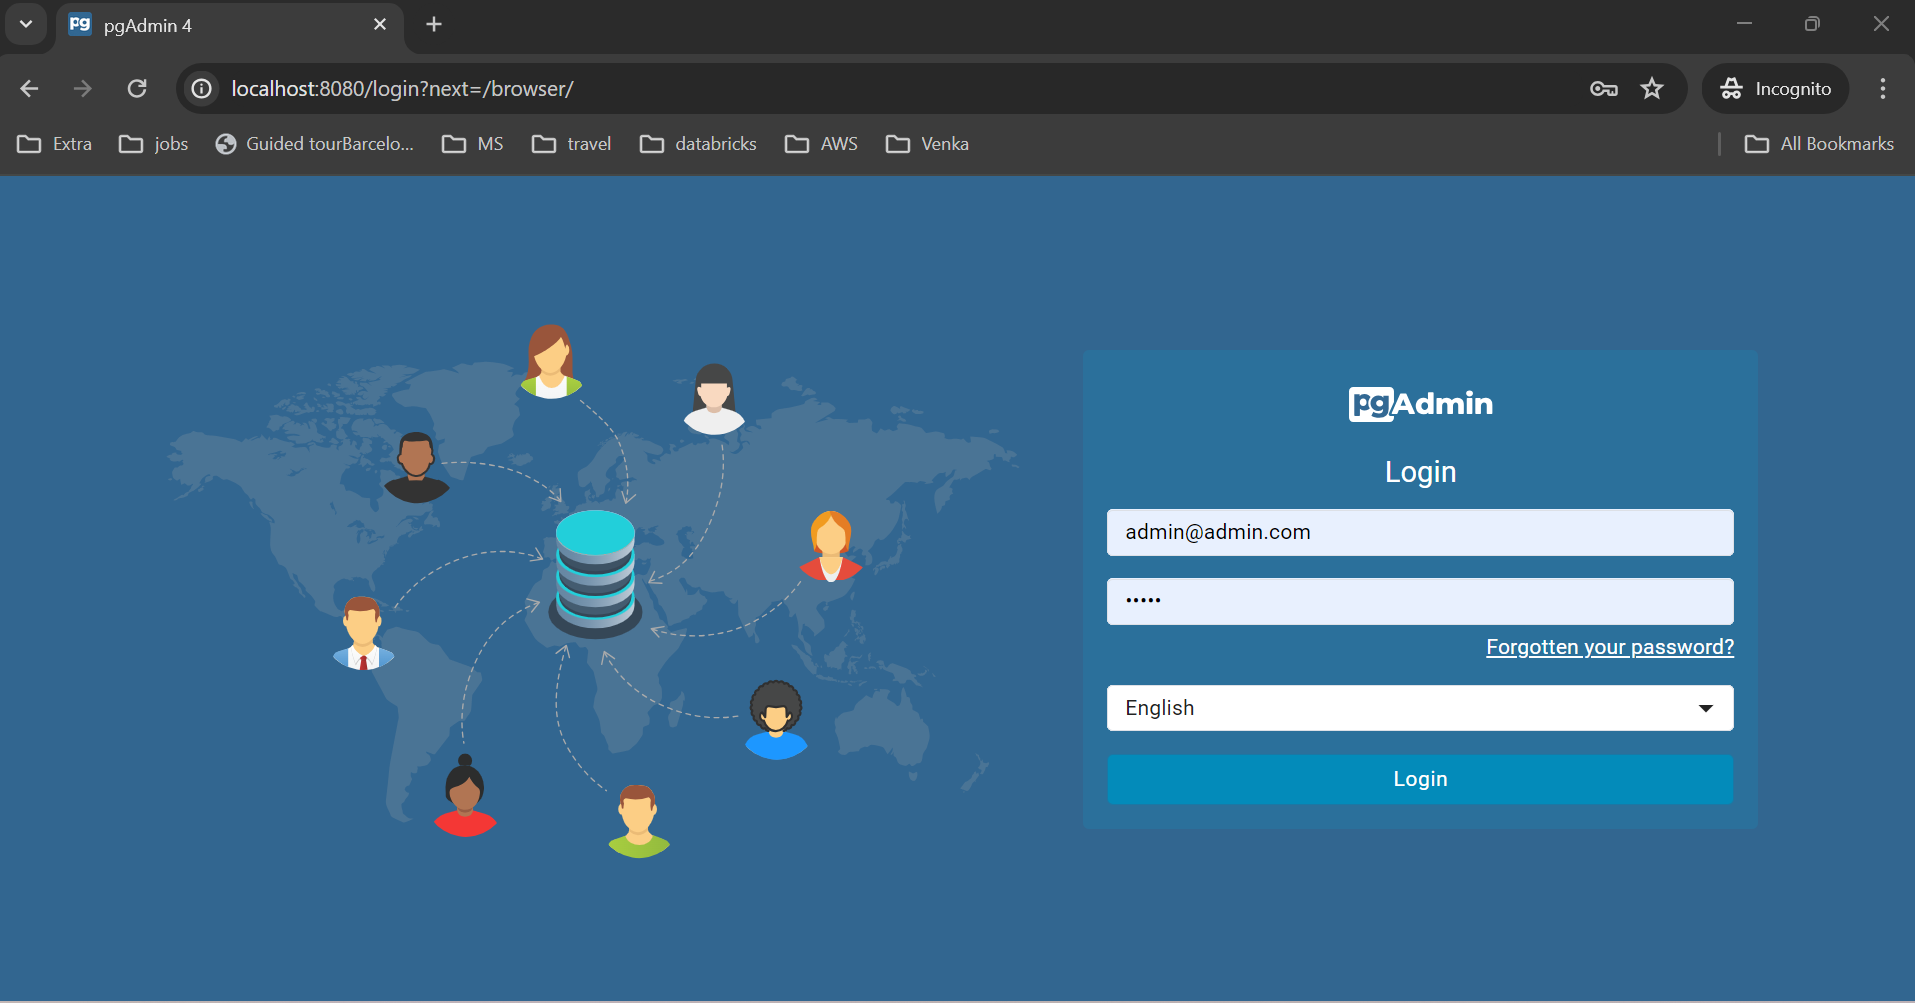 pg pgAdmin 4
localhost:8080/login?next=/browser/
Incognito
Extra
jobs
Guided tourBarcelo...
MS
travel
databricks
AWS
Venka
All Bookmarks
pgAdmin
Login
admin@admin.com
•••••
Forgotten your password?
English
Login